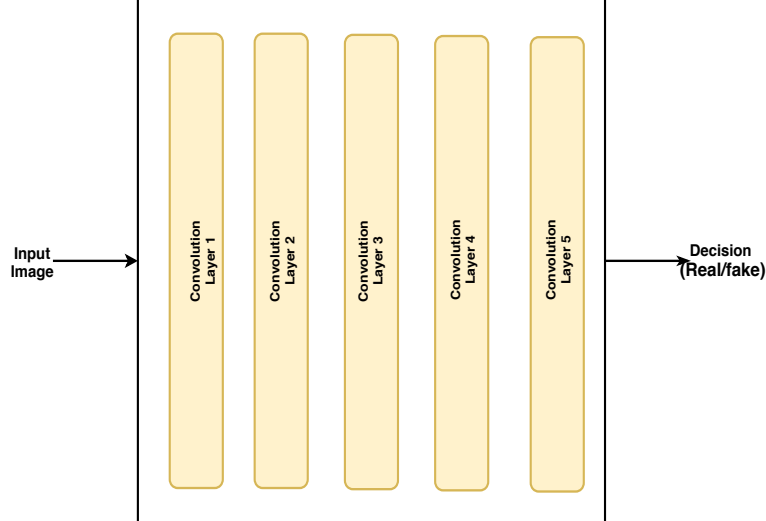 Input
Image
Convolution
Layer 1
Convolution
Layer 2
Convolution
Layer 3
Convolution
Layer 4
Convolution
Layer 5
Decision
(Real/fake)